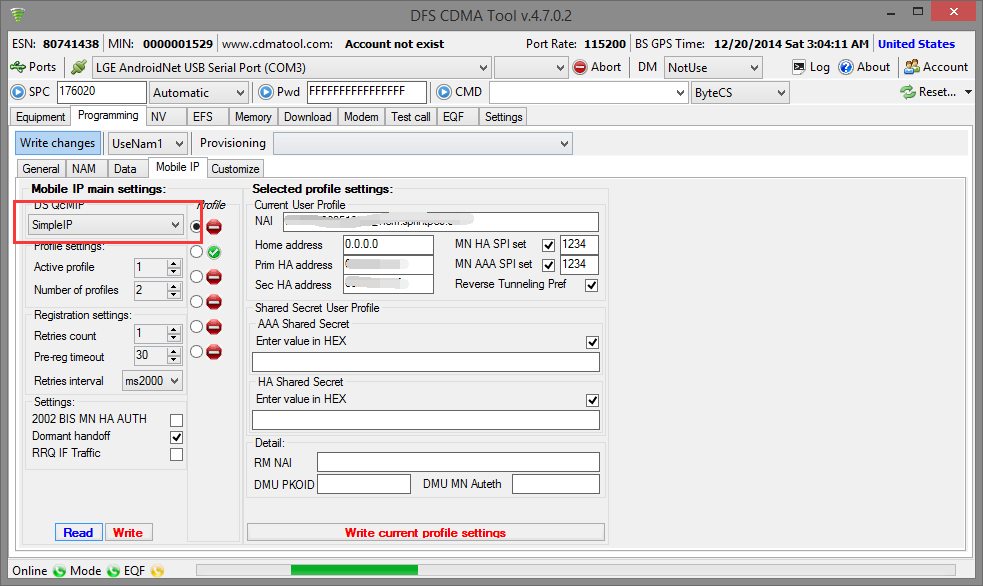 DFS CDMA Tool v.4.7.0.2
ESN: 80741438 MIN: 0000001529 www.cdmatool.com: Account not exist Port Rate: 115200 BS GPS Time: 12/20/2014 Sat 3:04:11 AM United States
Ports LGE AndroidNet USB Serial Port (COM3) Abort DM NotUse Log About Account
SPC 176020 Automatic Pwd FFFFFFFFFFFFFFFF CMD ByteCS Reset...
Equipment Programming NV EFS Memory Download Modem Test call EQF Settings
Write changes UseNam1 Provisioning
General NAM Data Mobile IP Customize
Mobile IP main settings: Selected profile settings:
DS QcMIP Profile Current User Profile
SimpleIP NAI
Home address 0.0.0.0 MN HA SPI set 1234
Profile settings:
Active profile 1 Prim HA address MN AAA SPI set 1234
Number of profiles 2 Sec HA address Reverse Tunneling Pref
Registration settings: Shared Secret User Profile
Retries count 1 AAA Shared Secret
Enter value in HEX
Pre-reg timeout 30
Retries interval ms2000 HA Shared Secret
Settings: Enter value in HEX
2002 BIS MN HA AUTH
Dormant handoff Detail:
RRQ IF Traffic RM NAI
DMU PKOID DMU MN Auteth
Read Write Write current profile settings
Online Mode EQF